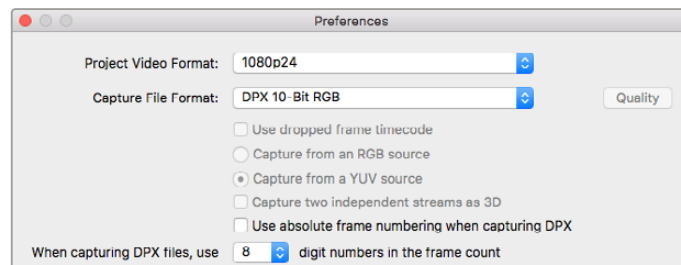 Preferences
Project Video Format: 1080p24
Capture File Format: DPX 10-Bit RGB Quality
Use dropped frame timecode
Capture from an RGB source
Capture from a YUV source
Capture two independent streams as 3D
Use absolute frame numbering when capturing DPX
When capturing DPX files, use 8 digit numbers in the frame count